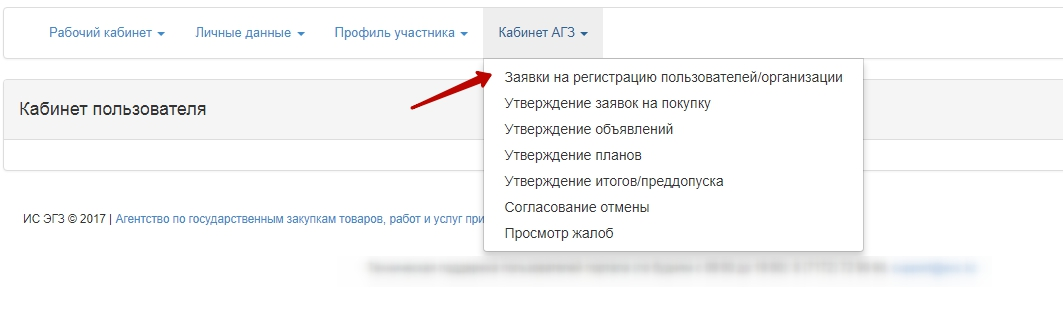 Рабочий кабинет Личные данные Профиль участника Кабинет АГЗ
Заявки на регистрацию пользователей/организации
Кабинет пользователя
Утверждение заявок на покупку
Утверждение объявлений
Утверждение планов
Утверждение итогов/преддопуска
Согласование отмены
Просмотр жалоб
ИС ЭГЗ © 2017 | Агентство по государственным закупкам товаров, работ и услуг при